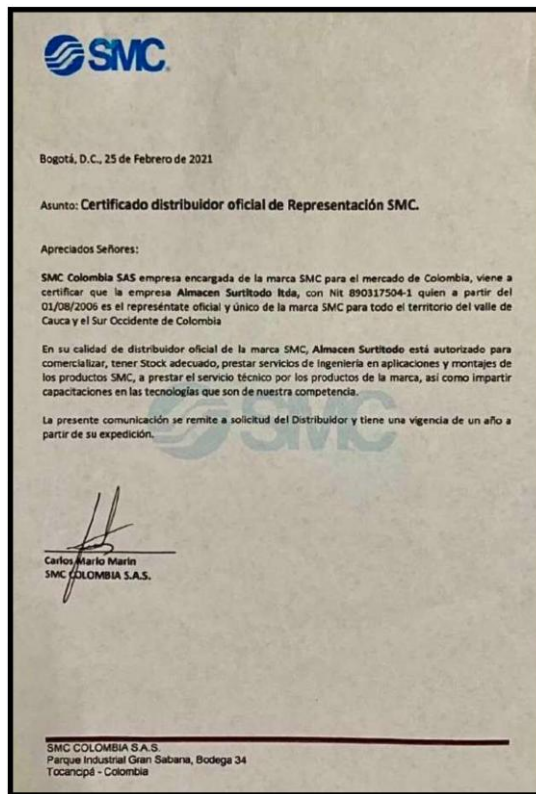 SMC
Bogotá, D.C., 25 de Febrero de 2021
Asunto: Certificado distribuidor oficial de Representación SMC.
Apreciados Señores:
SMC Colombia SAS empresa encargada de la marca SMC para el mercado de Colombia, viene a
certificar que la empresa Almacen Surtitodo ltda, con Nit 890317504-1 quien a partir del
01/08/2006 es el represéntate oficial y único de la marca SMC para todo el territorio del valle de
Cauca y el Sur Occidente de Colombia
En su calidad de distribuidor oficial de la marca SMC, Almacen Surtitodo está autorizado para
comercializar, tener Stock adecuado, prestar servicios de ingeniería en aplicaciones y montajes de
los productos SMC, a prestar el servicio técnico por los productos de la marca, así como impartir
capacitaciones en las tecnologías que son de nuestra competencia.
SMC
La presente comunicación se remite a solicitud del Distribuidor y tiene una vigencia de un año a
partir de su expedición.
Carlos Mario Marin
SMC COLOMBIA S.A.S.
SMC COLOMBIA S.A.S.
Parque Industrial Gran Sabana, Bodega 34
Tocancipá - Colombia